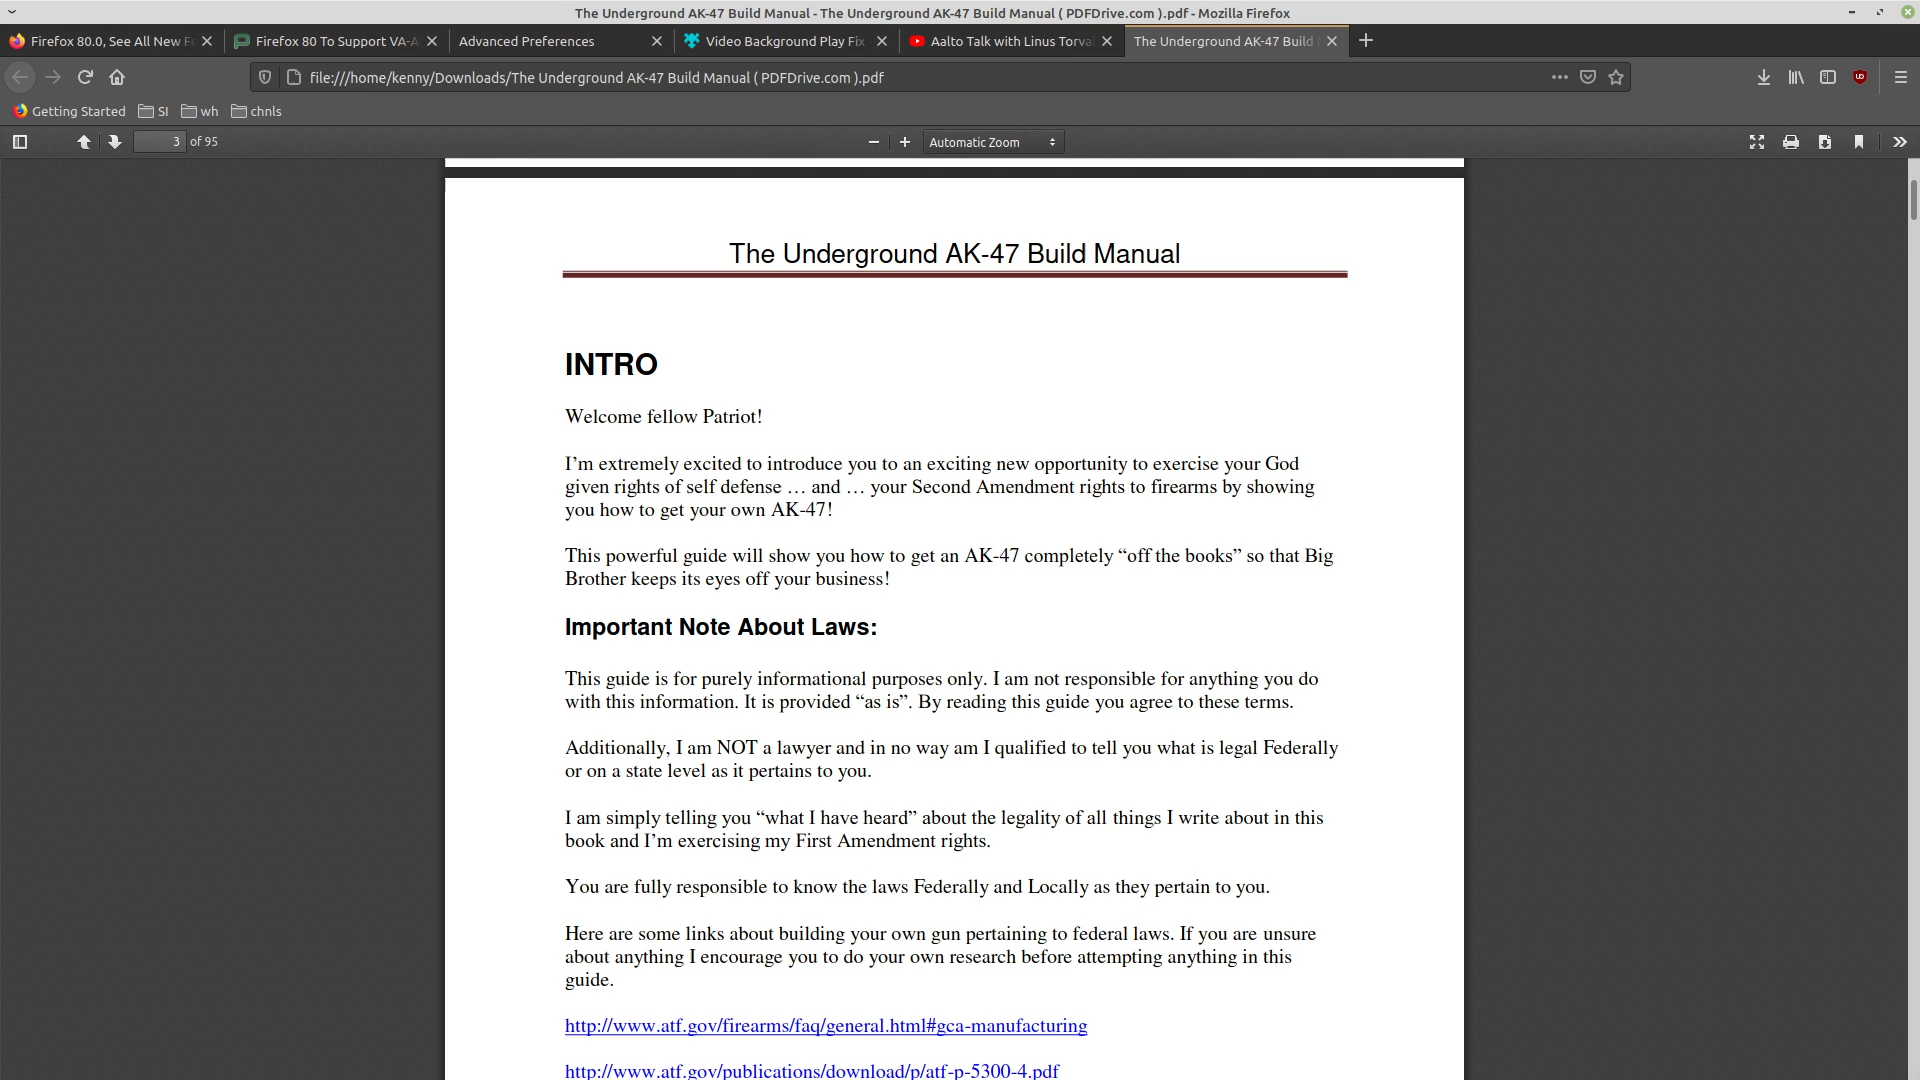 The Underground AK-47 Build Manual - The Underground AK-47 Build Manual ( PDFDrive.com ).pdf - Mozilla Firefox
Firefox 80.0, See All New Fe
Firefox 80 To Support VA-A
Advanced Preferences
Video Background Play Fix
Aalto Talk with Linus Torva
The Underground AK-47 Build
file:///home/kenny/Downloads/The Underground AK-47 Build Manual ( PDFDrive.com ).pdf
Getting Started SI wh chnls
3 of 95
Automatic Zoom
The Underground AK-47 Build Manual
INTRO
Welcome fellow Patriot!
I’m extremely excited to introduce you to an exciting new opportunity to exercise your God
given rights of self defense … and … your Second Amendment rights to firearms by showing
you how to get your own AK-47!
This powerful guide will show you how to get an AK-47 completely “off the books” so that Big
Brother keeps its eyes off your business!
Important Note About Laws:
This guide is for purely informational purposes only. I am not responsible for anything you do
with this information. It is provided “as is”. By reading this guide you agree to these terms.
Additionally, I am NOT a lawyer and in no way am I qualified to tell you what is legal Federally
or on a state level as it pertains to you.
I am simply telling you “what I have heard” about the legality of all things I write about in this
book and I’m exercising my First Amendment rights.
You are fully responsible to know the laws Federally and Locally as they pertain to you.
Here are some links about building your own gun pertaining to federal laws. If you are unsure
about anything I encourage you to do your own research before attempting anything in this
guide.
http://www.atf.gov/firearms/faq/general.html#gca-manufacturing
http://www.atf.gov/publications/download/p/atf-p-5300-4.pdf